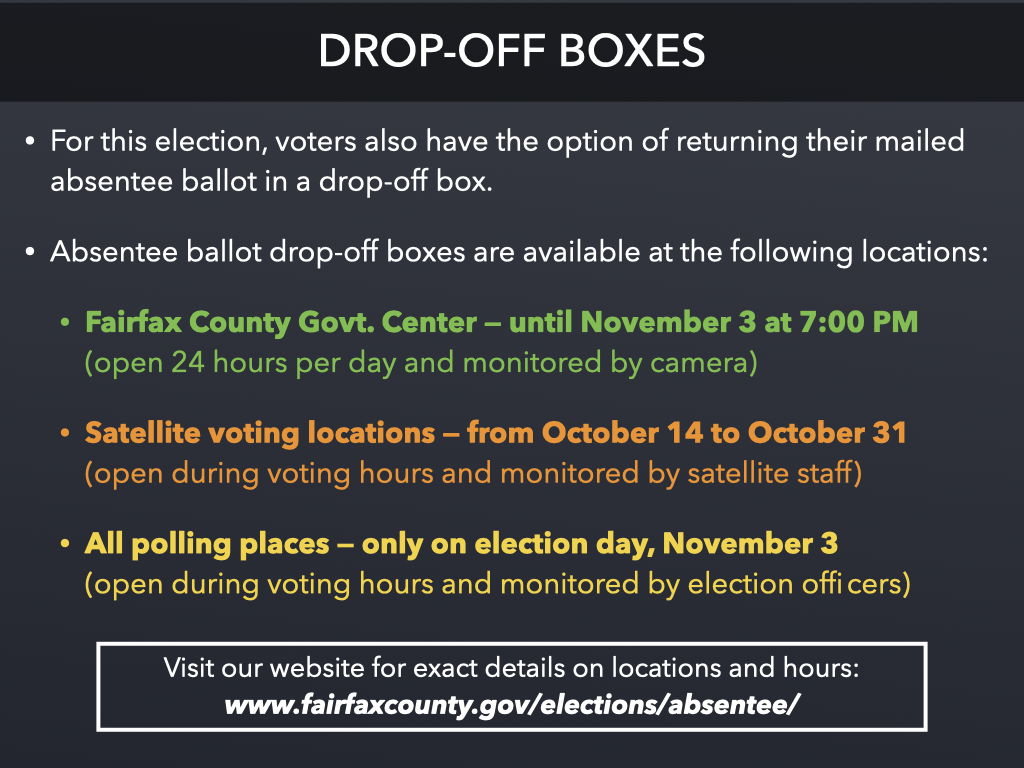 DROP-OFF BOXES
• For this election, voters also have the option of returning their mailed
absentee ballot in a drop-off box.
• Absentee ballot drop-off boxes are available at the following locations:
• Fairfax County Govt. Center – until November 3 at 7:00 PM
(open 24 hours per day and monitored by camera)
• Satellite voting locations – from October 14 to October 31
(open during voting hours and monitored by satellite staff)
• All polling places – only on election day, November 3
(open during voting hours and monitored by election officers)
Visit our website for exact details on locations and hours:
www.fairfaxcounty.gov/elections/absentee/